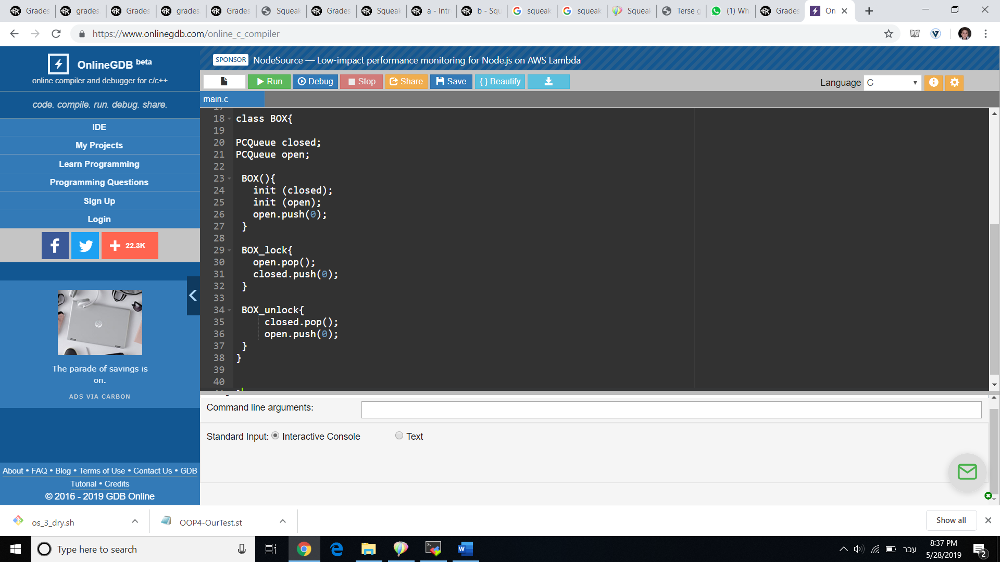 Grades
grades
Grades
grades
Grades
Squeak
Grades
Squeak
a - Intr
b - Squ
squeak
squeak
Squeak
Terse g
(1) Wh
Grades
On
https://www.onlinegdb.com/online_c_compiler
OnlineGDB beta
online compiler and debugger for c/c++
code. compile. run. debug. share.
IDE
My Projects
Learn Programming
Programming Questions
Sign Up
Login
22.3K
The parade of savings is
on.
ADS VIA CARBON
About • FAQ • Blog • Terms of Use • Contact Us • GDB
Tutorial • Credits
© 2016 - 2019 GDB Online
SPONSOR NodeSource — Low-impact performance monitoring for Node.js on AWS Lambda
Run Debug Stop Share Save { } Beautify
Language C
main.c
17
18 class BOX{
19
20 PCQueue closed;
21 PCQueue open;
22
23 BOX(){
24 init (closed);
25 init (open);
26 open.push(0);
27 }
28
29 BOX_lock{
30 open.pop();
31 closed.push(0);
32 }
33
34 BOX_unlock{
35 closed.pop();
36 open.push(0);
37 }
38 }
39
40
Command line arguments:
Standard Input: Interactive Console Text
os_3_dry.sh
OOP4-OurTest.st
Show all
Type here to search
עבר
8:37 PM
5/28/2019
2